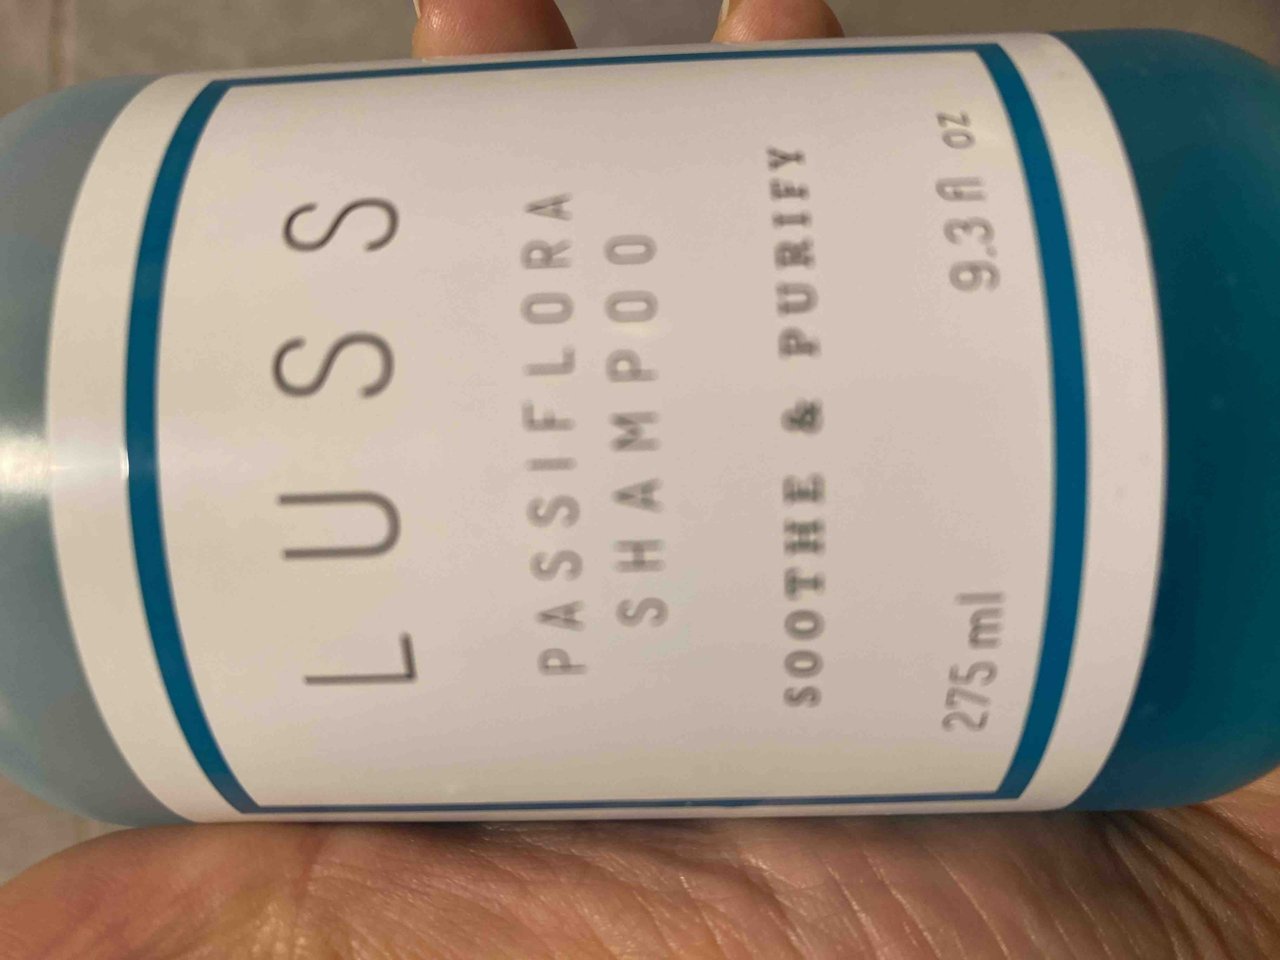 LUSS
PASSIFLORA
SHAMPOO
SOOTHE & PURIFY
275 ml 9.3 fl oz